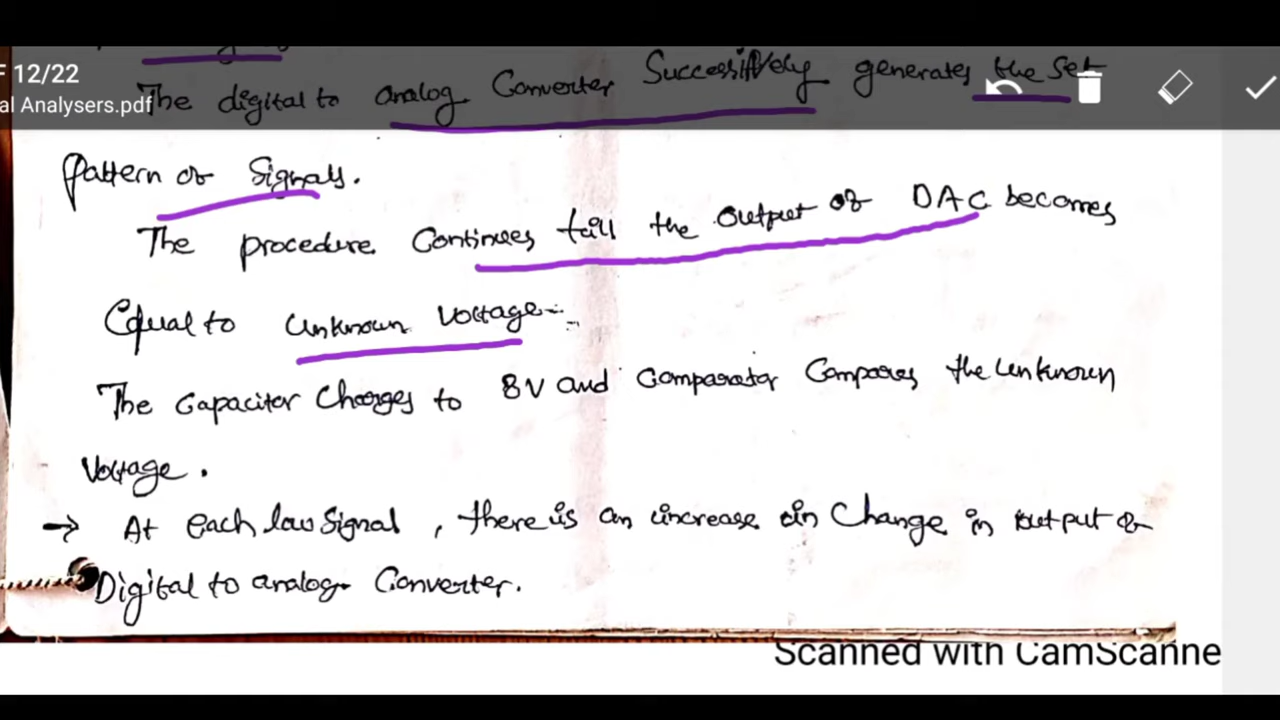 F 12/22
al Analysers.pdf
The digital to analog Converter Successively generates the set
Pattern of Signals.
The procedure Continues till the output of DAC becomes
Equal to unknown voltage
The Capacitor Charges to 8V and Comparator Compares the unknown
Voltage.
→ At each low Signal, there is an increase in Change in output of
Digital to analog Converter.
Scanned with CamScanne